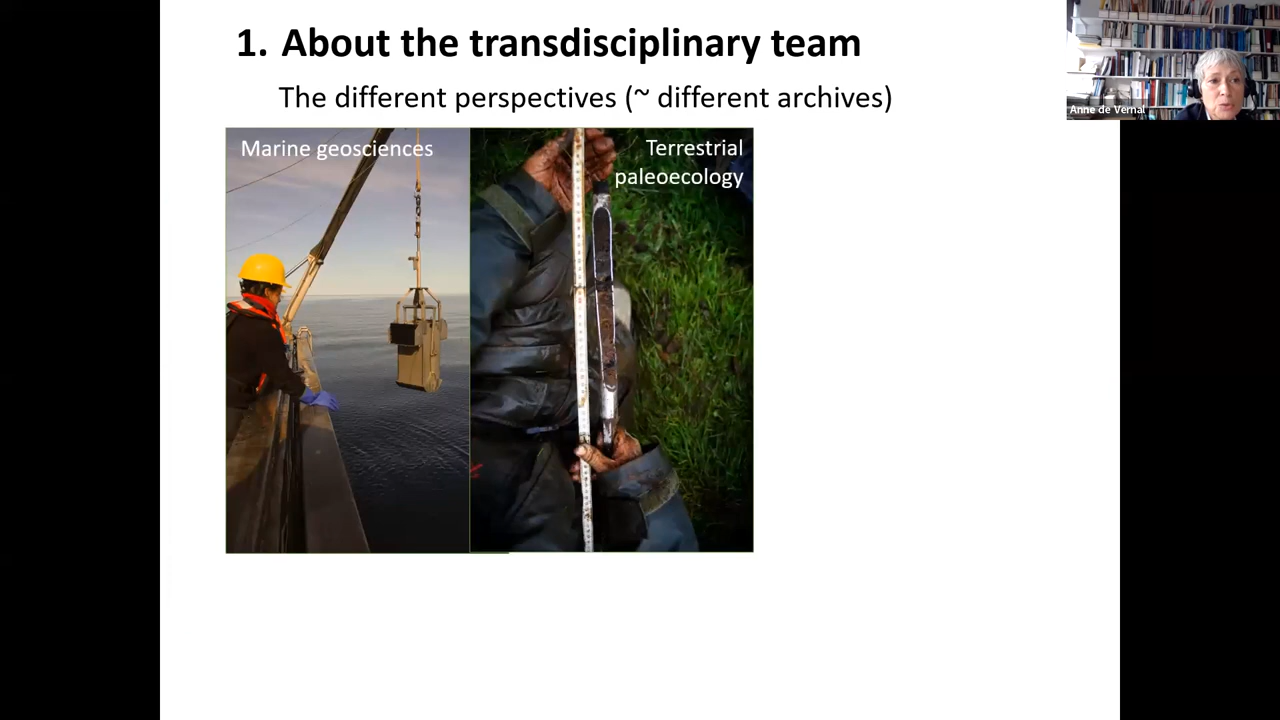 1. About the transdisciplinary team
The different perspectives (~ different archives)
Marine geosciences
Terrestrial
paleoecology
Anne de Vernal